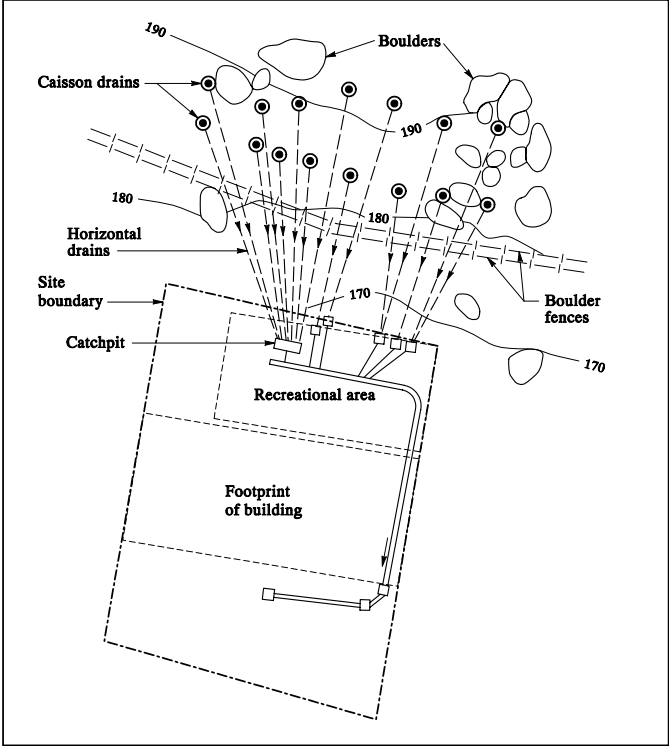 190
Boulders
Caisson drains
190
180
180
Horizontal
drains
Site
boundary
170
Boulder
fences
Catchpit
170
Recreational area
Footprint
of building